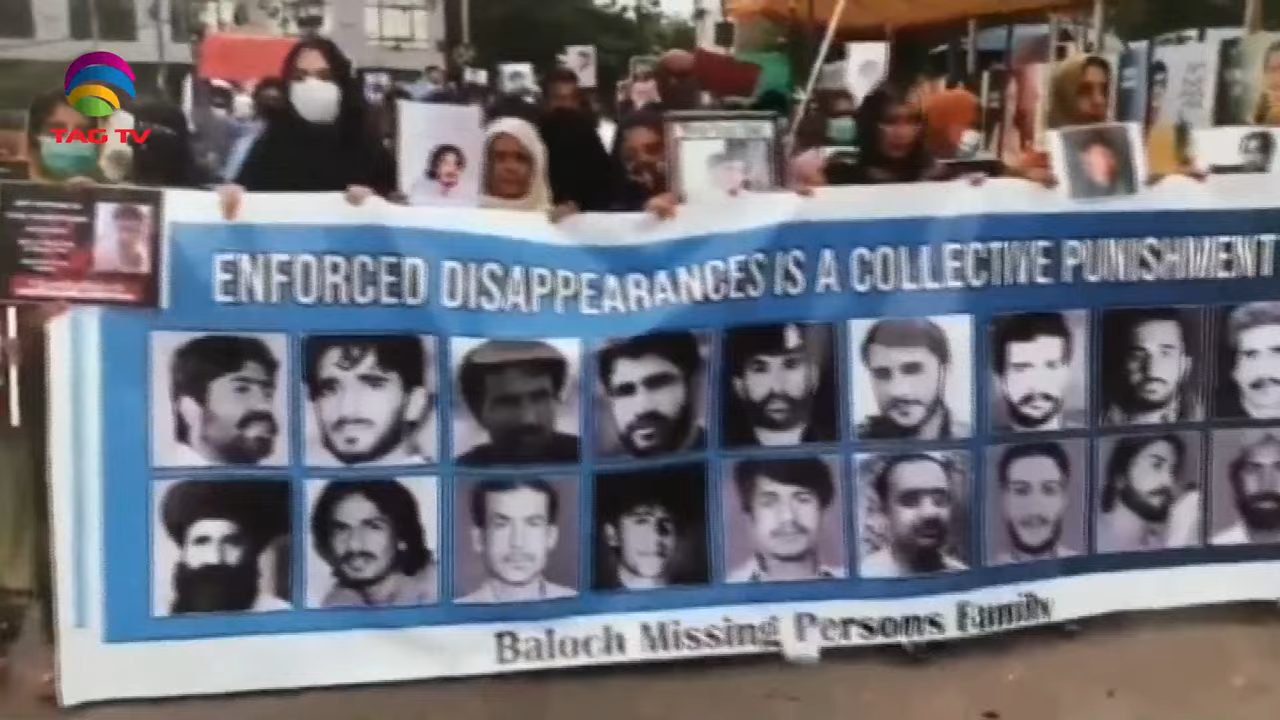 TAG TV
ENFORCED DISAPPEARANCES IS A COLLECTIVE PUNISHMENT
Baloch Missing Persons Family